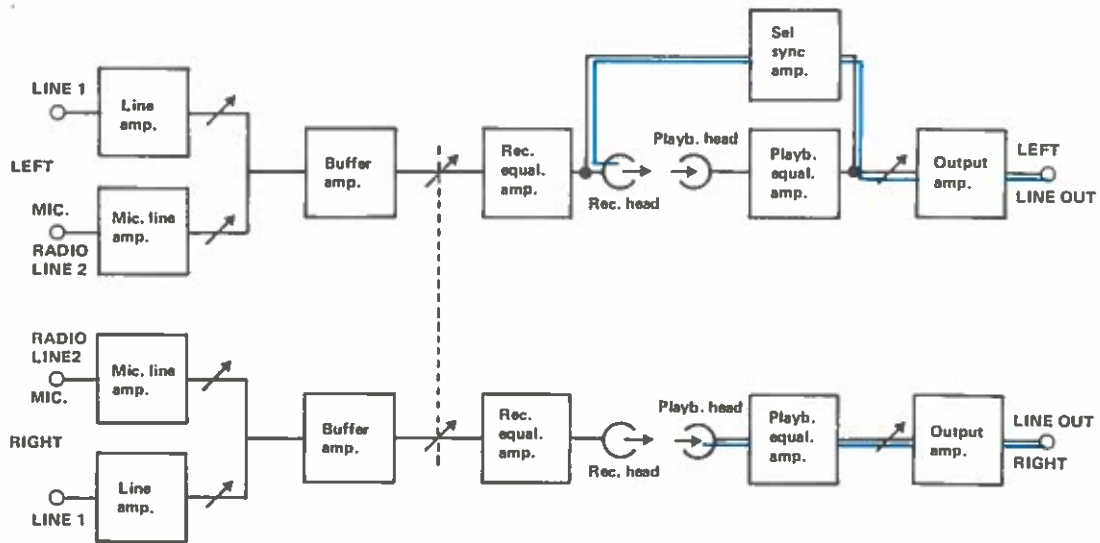 Sel
sync
amp.
LINE 1
Line
amp.
LEFT
Buffer
amp.
Rec.
equal.
amp.
Rec. head
Playb. head
Playb.
equal.
amp.
Output
amp.
LEFT
LINE OUT
MIC.
RADIO
LINE 2
Mic. line
amp.
RADIO
LINE2
MIC.
Mic. line
amp.
RIGHT
Buffer
amp.
Rec.
equal.
amp.
Rec. head
Playb. head
Playb.
equal.
amp.
Output
amp.
LINE OUT
RIGHT
LINE 1
Line
amp.